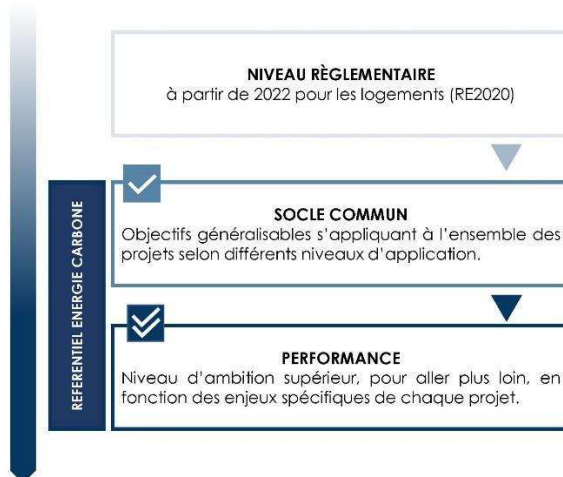 NIVEAU RÈGLEMENTAIRE
à partir de 2022 pour les logements (RE2020)
REFERENTIEL ENERGIE CARBONE
SOCLE COMMUN
Objectifs généralisables s'appliquant à l'ensemble des
projets selon différents niveaux d'application.
PERFORMANCE
Niveau d'ambition supérieur, pour aller plus loin, en
fonction des enjeux spécifiques de chaque projet.